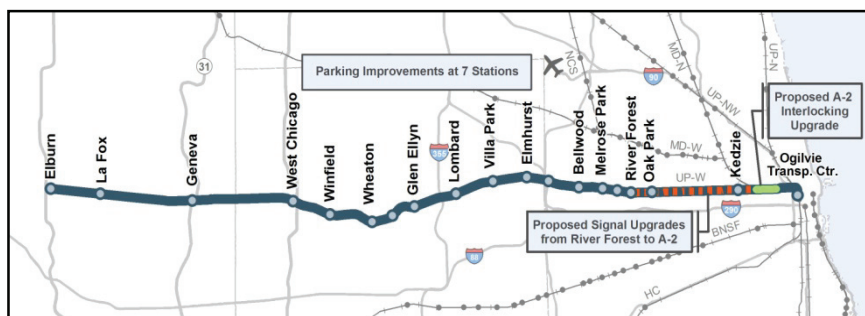 31
Parking Improvements at 7 Stations
NCS
MD-N
90
UP-NW
UP-N
Proposed A-2
Interlocking
Upgrade
Elburn
La Fox
Geneva
West Chicago
Winfield
Wheaton
Glen Ellyn
355
Lombard
Villa Park
Elmhurst
Bellwood
Melrose Park
River Forest
Oak Park
MD-W
UP-W
Kedzie
Ogilvie
Transp. Ctr.
290
Proposed Signal Upgrades
from River Forest to A-2
BNSF
88
HC